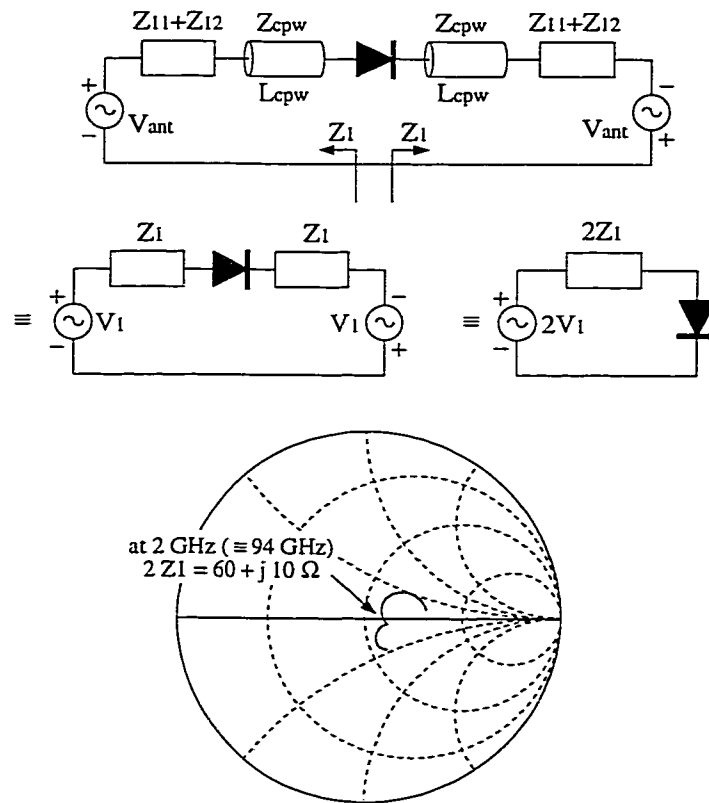 Z11+Z12 Zcpw Zcpw Z11+Z12
+ Lcpw Lcpw -
- Vant Vant +
Z1 Z1
Z1 Z1 2Z1
≡ + V1 - V1 - + ≡ + 2V1 -
at 2 GHz (≡94 GHz)
2 Z1 = 60 + j 10 Ω